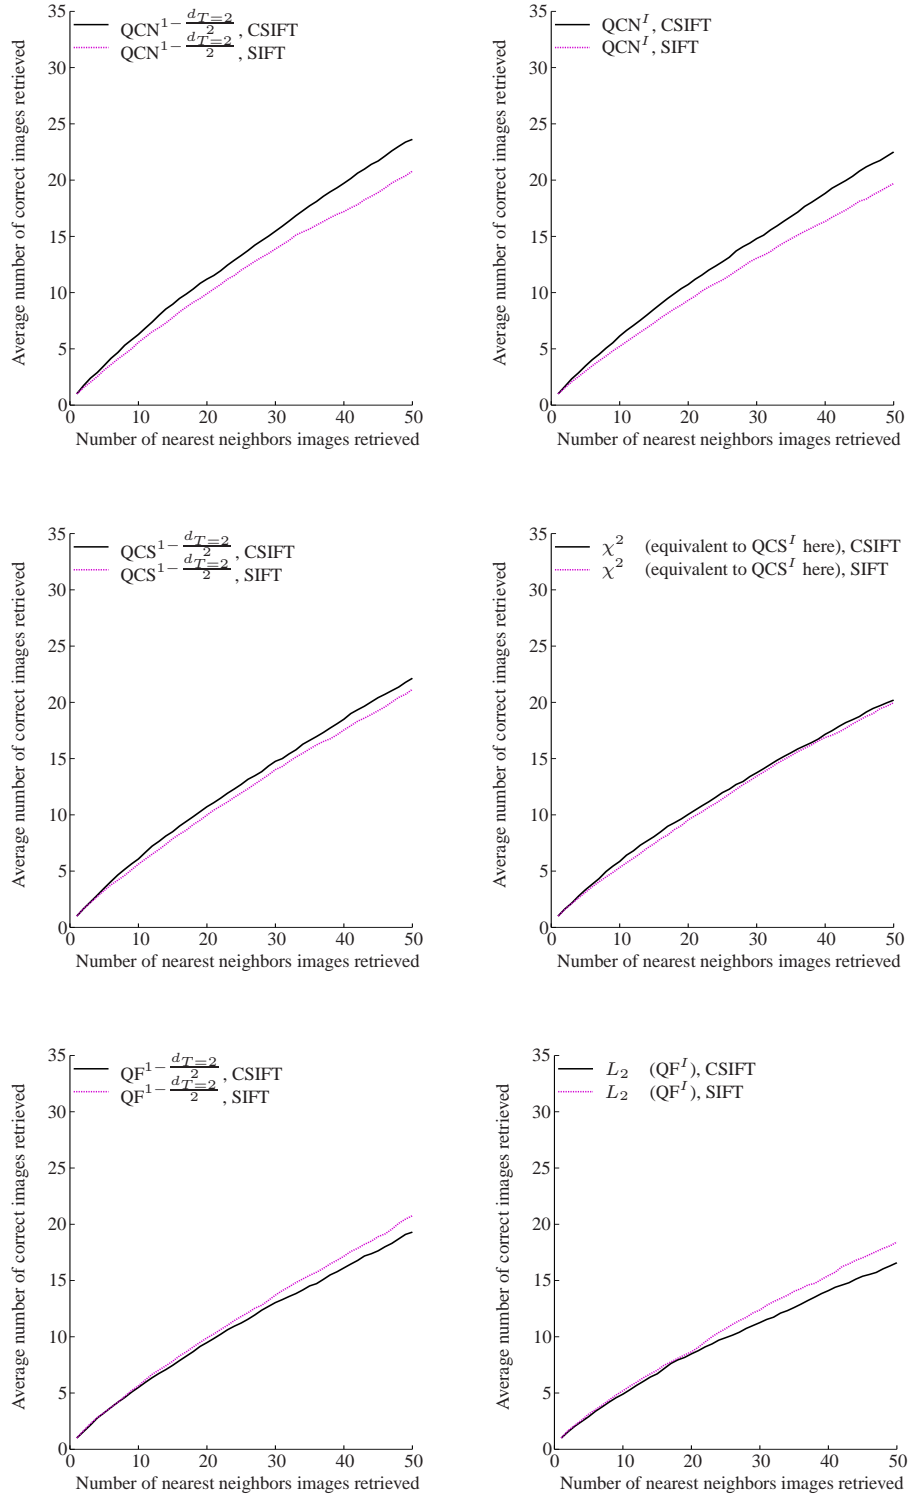 35
30
25
20
15
10
5
0
Average number of correct images retrieved
QCN^{1-\frac{d_{T=2}}{2}}, CSIFT
QCN^{1-\frac{d_{T=2}}{2}}, SIFT
0 10 20 30 40 50
Number of nearest neighbors images retrieved
35
30
25
20
15
10
5
0
Average number of correct images retrieved
QCN^I, CSIFT
QCN^I, SIFT
0 10 20 30 40 50
Number of nearest neighbors images retrieved
35
30
25
20
15
10
5
0
Average number of correct images retrieved
QCS^{1-\frac{d_{T=2}}{2}}, CSIFT
QCS^{1-\frac{d_{T=2}}{2}}, SIFT
0 10 20 30 40 50
Number of nearest neighbors images retrieved
35
30
25
20
15
10
5
0
Average number of correct images retrieved
χ² (equivalent to QCS^I here), CSIFT
χ² (equivalent to QCS^I here), SIFT
0 10 20 30 40 50
Number of nearest neighbors images retrieved
35
30
25
20
15
10
5
0
Average number of correct images retrieved
QF^{1-\frac{d_{T=2}}{2}}, CSIFT
QF^{1-\frac{d_{T=2}}{2}}, SIFT
0 10 20 30 40 50
Number of nearest neighbors images retrieved
35
30
25
20
15
10
5
0
Average number of correct images retrieved
L₂ (QF^I), CSIFT
L₂ (QF^I), SIFT
0 10 20 30 40 50
Number of nearest neighbors images retrieved